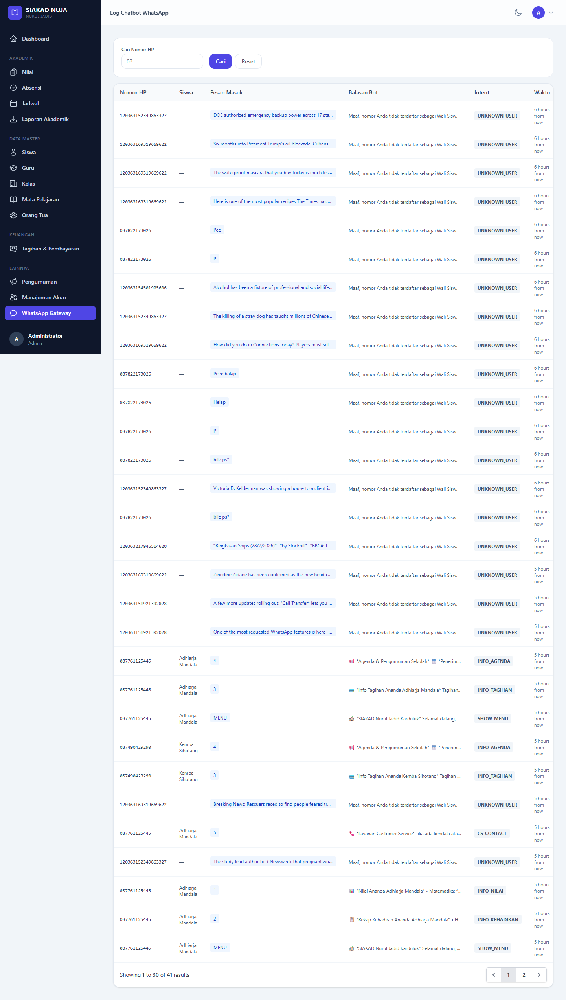 SIAKAD NUJA
NURUL JADID
Dashboard
AKADEMIK
Nilai
Absensi
Jadwal
Laporan Akademik
DATA MASTER
Siswa
Guru
Kelas
Mata Pelajaran
Orang Tua
KEUANGAN
Tagihan & Pembayaran
LAINNYA
Pengumuman
Manajemen Akun
WhatsApp Gateway
A
Administrator
Admin
Log Chatbot WhatsApp
A
Cari Nomor HP
08...
Cari
Reset
Nomor HP Siswa Pesan Masuk Balasan Bot Intent Waktu
120363152349863327 — DOE authorized emergency backup power across 17 sta... Maaf, nomor Anda tidak terdaftar sebagai Wali Sisw... UNKNOWN_USER 6 hours from now
120363169319669622 — Six months into President Trump's oil blockade, Cubans... Maaf, nomor Anda tidak terdaftar sebagai Wali Sisw... UNKNOWN_USER 6 hours from now
120363169319669622 — The waterproof mascara that you buy today is much les... Maaf, nomor Anda tidak terdaftar sebagai Wali Sisw... UNKNOWN_USER 6 hours from now
120363169319669622 — Here is one of the most popular recipes The Times has ... Maaf, nomor Anda tidak terdaftar sebagai Wali Sisw... UNKNOWN_USER 6 hours from now
087822173026 — Pee Maaf, nomor Anda tidak terdaftar sebagai Wali Sisw... UNKNOWN_USER 6 hours from now
087822173026 — P Maaf, nomor Anda tidak terdaftar sebagai Wali Sisw... UNKNOWN_USER 6 hours from now
120363154501905606 — Alcohol has been a fixture of professional and social life... Maaf, nomor Anda tidak terdaftar sebagai Wali Sisw... UNKNOWN_USER 6 hours from now
120363152349863327 — The killing of a stray dog has taught millions of Chinese... Maaf, nomor Anda tidak terdaftar sebagai Wali Sisw... UNKNOWN_USER 6 hours from now
120363169319669622 — How did you do in Connections today? Players must sel... Maaf, nomor Anda tidak terdaftar sebagai Wali Sisw... UNKNOWN_USER 6 hours from now
087822173026 — Peee balap Maaf, nomor Anda tidak terdaftar sebagai Wali Sisw... UNKNOWN_USER 6 hours from now
087822173026 — Helap Maaf, nomor Anda tidak terdaftar sebagai Wali Sisw... UNKNOWN_USER 6 hours from now
087822173026 — P Maaf, nomor Anda tidak terdaftar sebagai Wali Sisw... UNKNOWN_USER 6 hours from now
087822173026 — bile ps? Maaf, nomor Anda tidak terdaftar sebagai Wali Sisw... UNKNOWN_USER 6 hours from now
120363152349863327 — Victoria D. Kelderman was showing a house to a client i... Maaf, nomor Anda tidak terdaftar sebagai Wali Sisw... UNKNOWN_USER 6 hours from now
087822173026 — bile ps? Maaf, nomor Anda tidak terdaftar sebagai Wali Sisw... UNKNOWN_USER 6 hours from now
120363217946514620 — *Ringkasan Snips (28/7/2026)* _*by Stockbit*_ *BBCA: L... Maaf, nomor Anda tidak terdaftar sebagai Wali Sisw... UNKNOWN_USER 6 hours from now
120363169319669622 — Zinedine Zidane has been confirmed as the new head c... Maaf, nomor Anda tidak terdaftar sebagai Wali Sisw... UNKNOWN_USER 5 hours from now
120363151921302028 — A few more updates rolling out: *Call Transfer* lets you ... Maaf, nomor Anda tidak terdaftar sebagai Wali Sisw... UNKNOWN_USER 5 hours from now
120363151921302028 — One of the most requested WhatsApp features is here -... Maaf, nomor Anda tidak terdaftar sebagai Wali Sisw... UNKNOWN_USER 5 hours from now
087761125445 Adhiarja Mandala 4 📢 *Agenda & Pengumuman Sekolah* 🗓️ *Penerim... INFO_AGENDA 5 hours from now
087761125445 Adhiarja Mandala 3 💳 *Info Tagihan Ananda Adhiarja Mandala* Tagihan... INFO_TAGIHAN 5 hours from now
087761125445 Adhiarja Mandala MENU 🏫 *SIAKAD Nurul Jadid Karduluk* Selamat datang, ... SHOW_MENU 5 hours from now
087490429290 Kemba Sihotang 4 📢 *Agenda & Pengumuman Sekolah* 🗓️ *Penerim... INFO_AGENDA 5 hours from now
087490429290 Kemba Sihotang 3 💳 *Info Tagihan Ananda Kemba Sihotang* Tagihan ... INFO_TAGIHAN 5 hours from now
120363169319669622 — Breaking News: Rescuers raced to find people feared tr... Maaf, nomor Anda tidak terdaftar sebagai Wali Sisw... UNKNOWN_USER 5 hours from now
087761125445 Adhiarja Mandala 5 📞 *Layanan Customer Service* Jika ada kendala ata... CS_CONTACT 5 hours from now
120363152349863327 — The study lead author told Newsweek that pregnant wo... Maaf, nomor Anda tidak terdaftar sebagai Wali Sisw... UNKNOWN_USER 5 hours from now
087761125445 Adhiarja Mandala 1 📊 *Nilai Ananda Adhiarja Mandala* • Matematika: *... INFO_NILAI 5 hours from now
087761125445 Adhiarja Mandala 2 📋 *Rekap Kehadiran Ananda Adhiarja Mandala* • H... INFO_KEHADIRAN 5 hours from now
087761125445 Adhiarja Mandala MENU 🏫 *SIAKAD Nurul Jadid Karduluk* Selamat datang, ... SHOW_MENU 5 hours from now
Showing 1 to 30 of 41 results
1 2